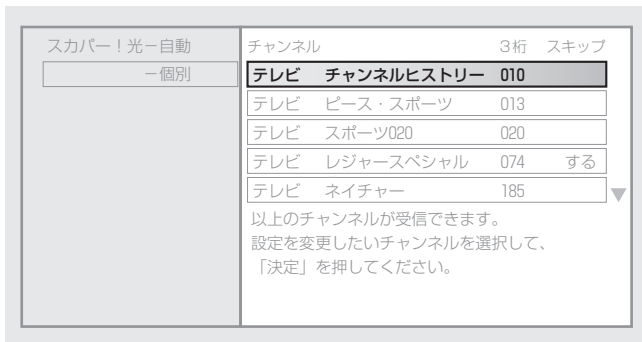 スカパー！光－自動
－個別
チャンネル 3桁 スキップ
テレビ チャンネルヒストリー 010
テレビ ピース・スポーツ 013
テレビ スポーツ020 020
テレビ レジャースペシャル 074 する
テレビ ネイチャー 185
以上のチャンネルが受信できます。
設定を変更したいチャンネルを選択して、
「決定」を押してください。